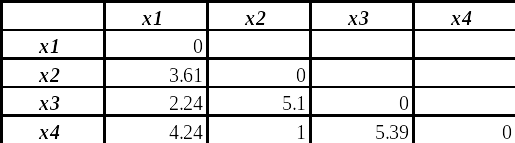 x1 x2 x3 x4
x1 0
x2 3.61 0
x3 2.24 5.1 0
x4 4.24 1 5.39 0